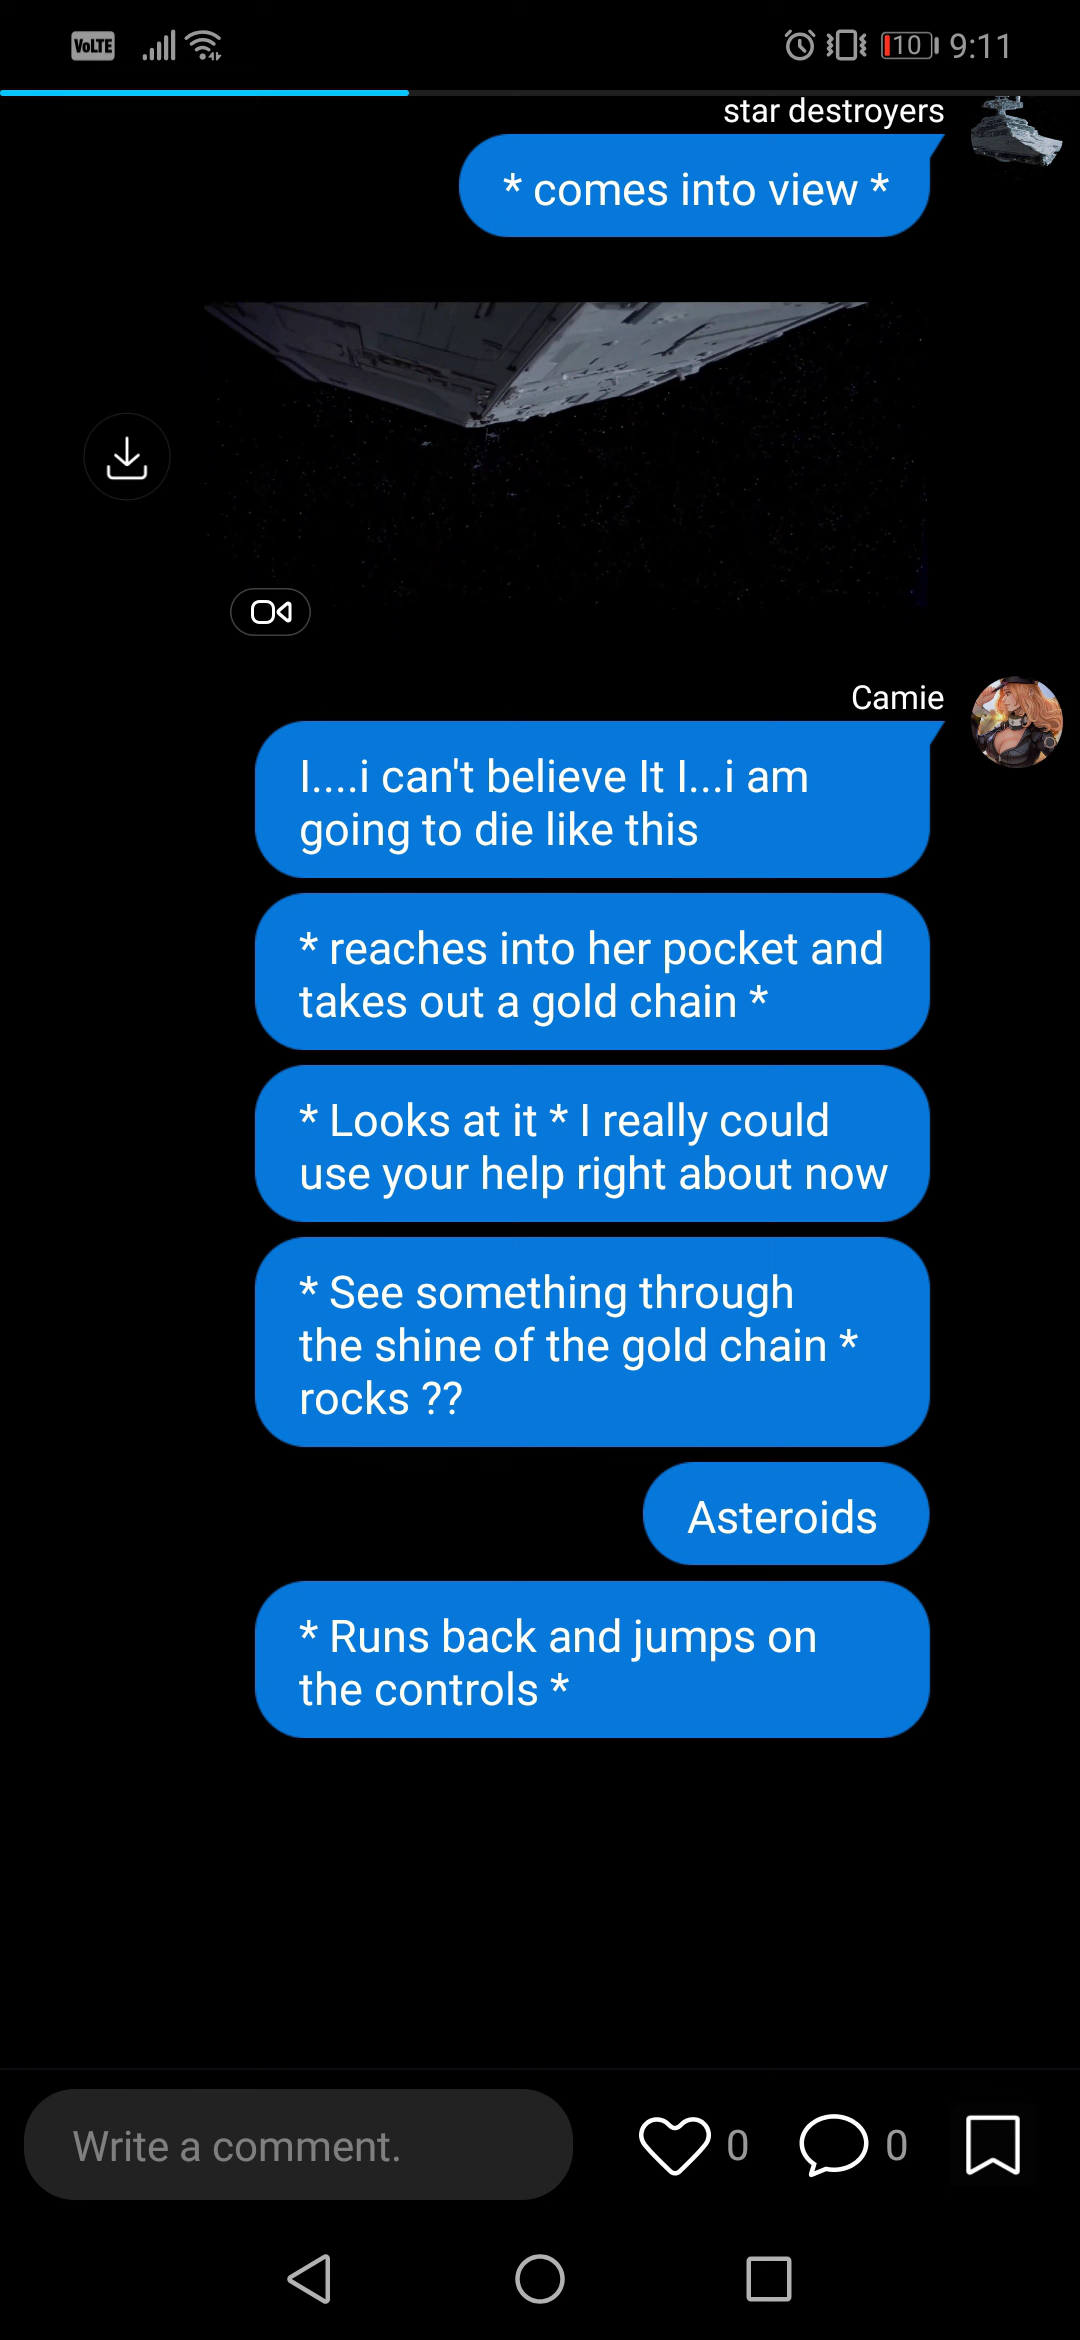 VoLTE
10 9:11
star destroyers
* comes into view *
Camie
I....i can't believe It I...i am
going to die like this
* reaches into her pocket and
takes out a gold chain *
* Looks at it * I really could
use your help right about now
* See something through
the shine of the gold chain *
rocks ??
Asteroids
* Runs back and jumps on
the controls *
Write a comment.
0
0